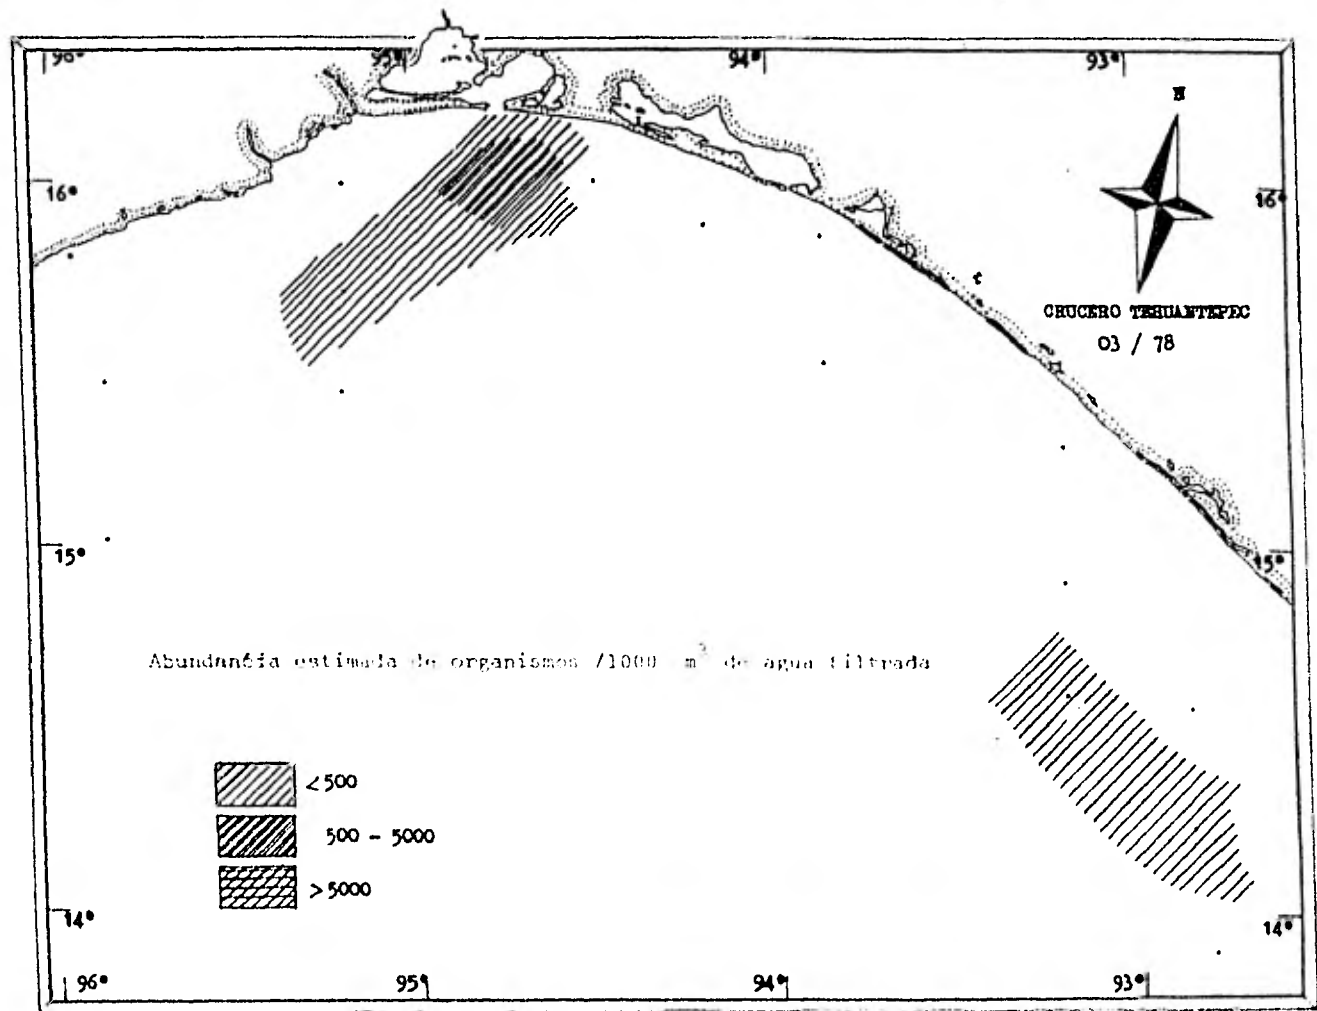 96° 95° 94° 93°
N
16° 16°
CRUCERO TEHUANTEPEC
03 / 78
15° 15°
Abundancia estimada de organismos /1000 m³ de agua filtrada
<500
500 - 5000
>5000
14° 14°
96° 95° 94° 93°